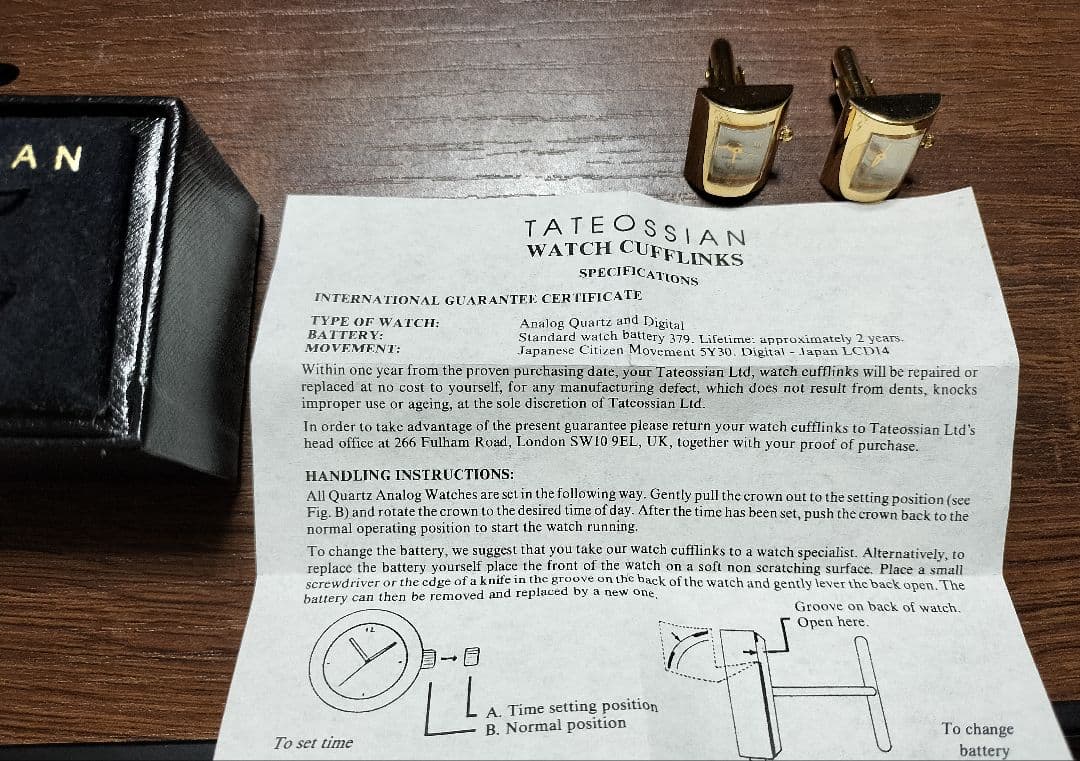 AN
TATEOSSIAN
WATCH CUFFLINKS
SPECIFICATIONS
INTERNATIONAL GUARANTEE CERTIFICATE
TYPE OF WATCH: Analog Quartz and Digital
BATTERY: Standard watch battery 379. Lifetime: approximately 2 years.
MOVEMENT: Japanese Citizen Movement 5Y30. Digital - Japan LCD14
Within one year from the proven purchasing date, your Tateossian Ltd, watch cufflinks will be repaired or
replaced at no cost to yourself, for any manufacturing defect, which does not result from dents, knocks
improper use or ageing, at the sole discretion of Tateossian Ltd.
In order to take advantage of the present guarantee please return your watch cufflinks to Tateossian Ltd's
head office at 266 Fulham Road, London SW10 9EL, UK, together with your proof of purchase.
HANDLING INSTRUCTIONS:
All Quartz Analog Watches are set in the following way. Gently pull the crown out to the setting position (see
Fig. B) and rotate the crown to the desired time of day. After the time has been set, push the crown back to the
normal operating position to start the watch running.
To change the battery, we suggest that you take our watch cufflinks to a watch specialist. Alternatively, to
replace the battery yourself place the front of the watch on a soft non scratching surface. Place a small
screwdriver or the edge of a knife in the groove on the back of the watch and gently lever the back open. The
battery can then be removed and replaced by a new one.
Groove on back of watch.
Open here.
12
A. Time setting position
B. Normal position
To set time
To change
battery